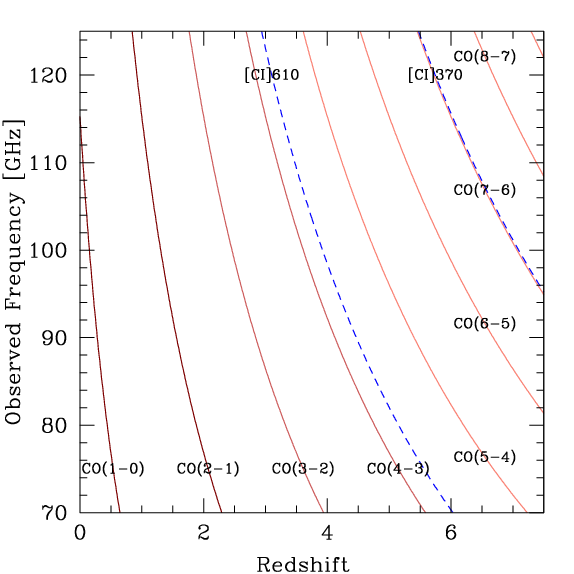 120
110
100
90
80
70
0
2
4
6
Observed Frequency [GHz]
Redshift
CO(8-7)
[CI]610
[CI]370
CO(7-6)
CO(6-5)
CO(5-4)
CO(1-0)
CO(2-1)
CO(3-2)
CO(4-3)